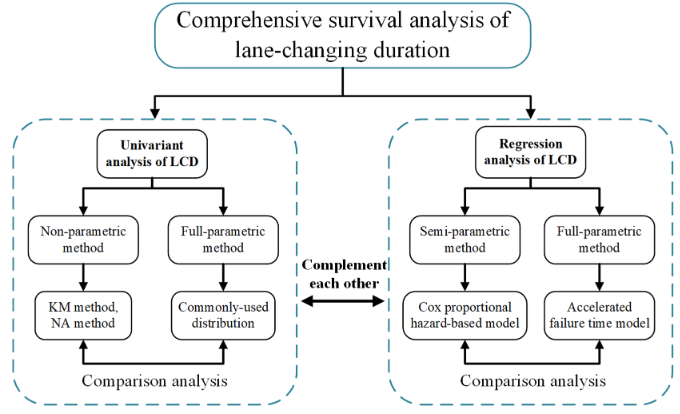 Comprehensive survival analysis of
lane-changing duration
Univariant
analysis of LCD
Non-parametric
method
Full-parametric
method
KM method,
NA method
Commonly-used
distribution
Comparison analysis
Complement
each other
Regression
analysis of LCD
Semi-parametric
method
Full-parametric
method
Cox proportional
hazard-based model
Accelerated
failure time model
Comparison analysis